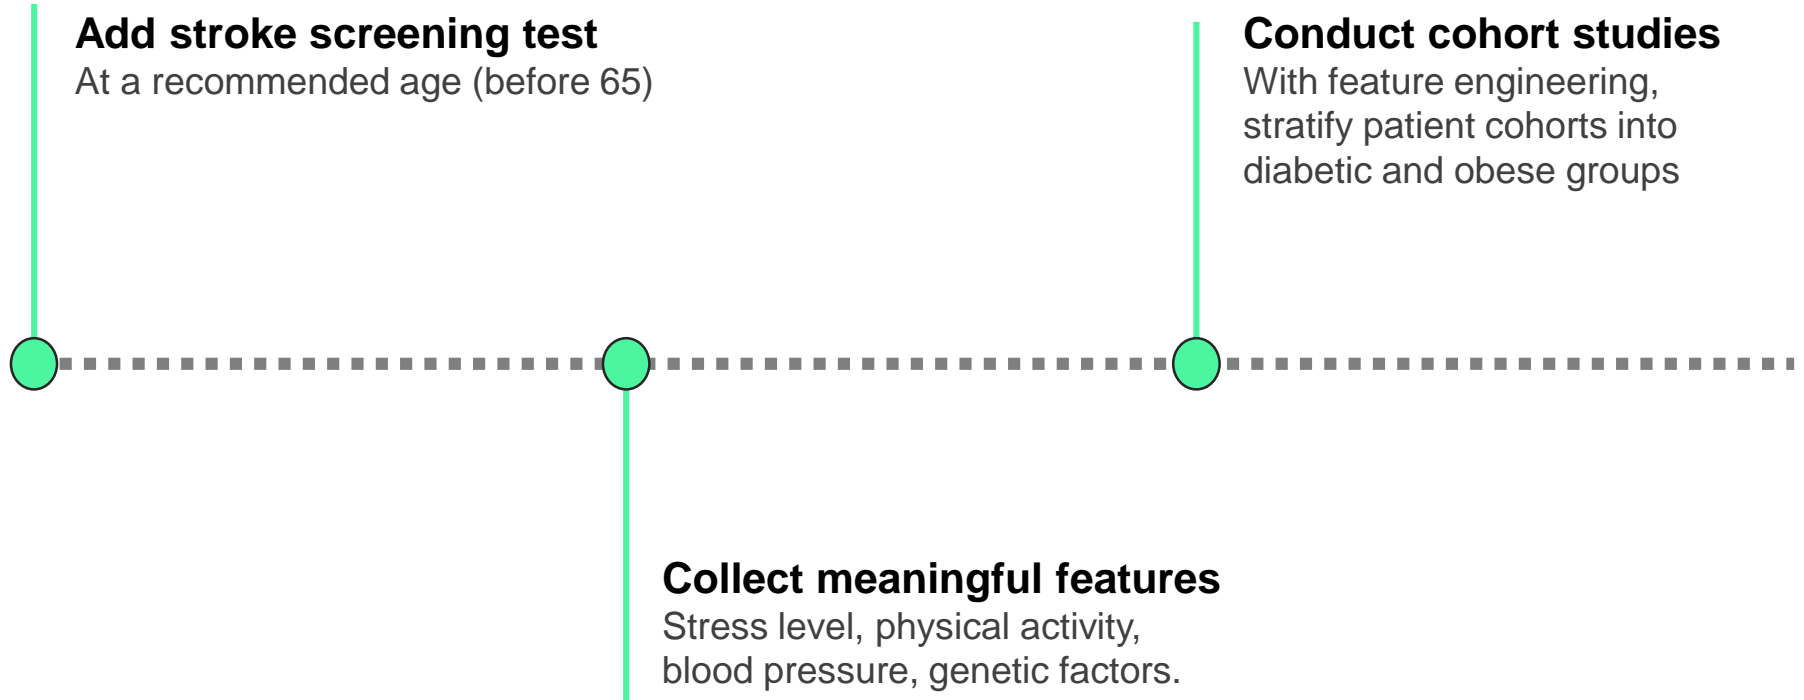 Add stroke screening test
At a recommended age (before 65)
Collect meaningful features
Stress level, physical activity,
blood pressure, genetic factors.
Conduct cohort studies
With feature engineering,
stratify patient cohorts into
diabetic and obese groups